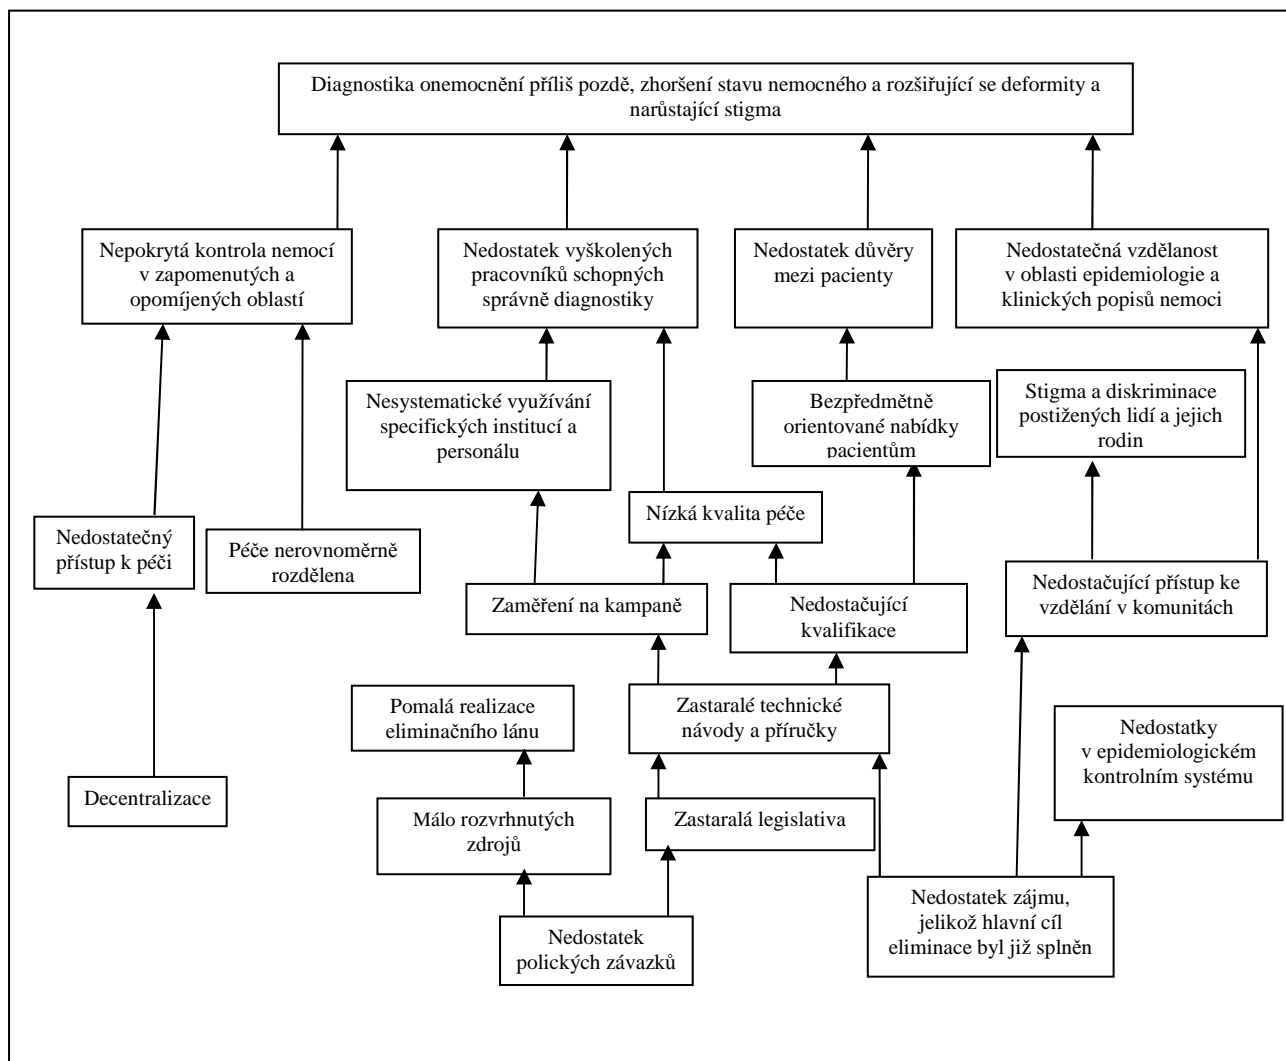 Diagnostika onemocnění příliš pozdě, zhoršení stavu nemocného a rozšiřující se deformity a
narůstající stigma
Nepokrytá kontrola nemocí
v zapomenutých a
opomíjených oblastí
Nedostatek vyškolených
pracovníků schopných
správně diagnostiky
Nedostatek důvěry
mezi pacienty
Nedostatečná vzdělanost
v oblasti epidemiologie a
klinických popisů nemoci
Nesystematické využívání
specifických institucí a
personálu
Bezpředmětně
orientované nabídky
pacientům
Stigma a diskriminace
postižených lidí a jejich
rodin
Nízká kvalita péče
Nedostatečný
přístup k péči
Péče nerovnoměrně
rozdělena
Zaměření na kampaně
Nedostačující
kvalifikace
Nedostačující přístup ke
vzdělání v komunitách
Pomalá realizace
eliminačního lánu
Zastaralé technické
návody a příručky
Nedostatky
v epidemiologickém
kontrolním systému
Decentralizace
Málo rozvrhnutých
zdrojů
Zastaralá legislativa
Nedostatek
polických závazků
Nedostatek zájmu,
jelikož hlavní cíl
eliminace byl již splněn